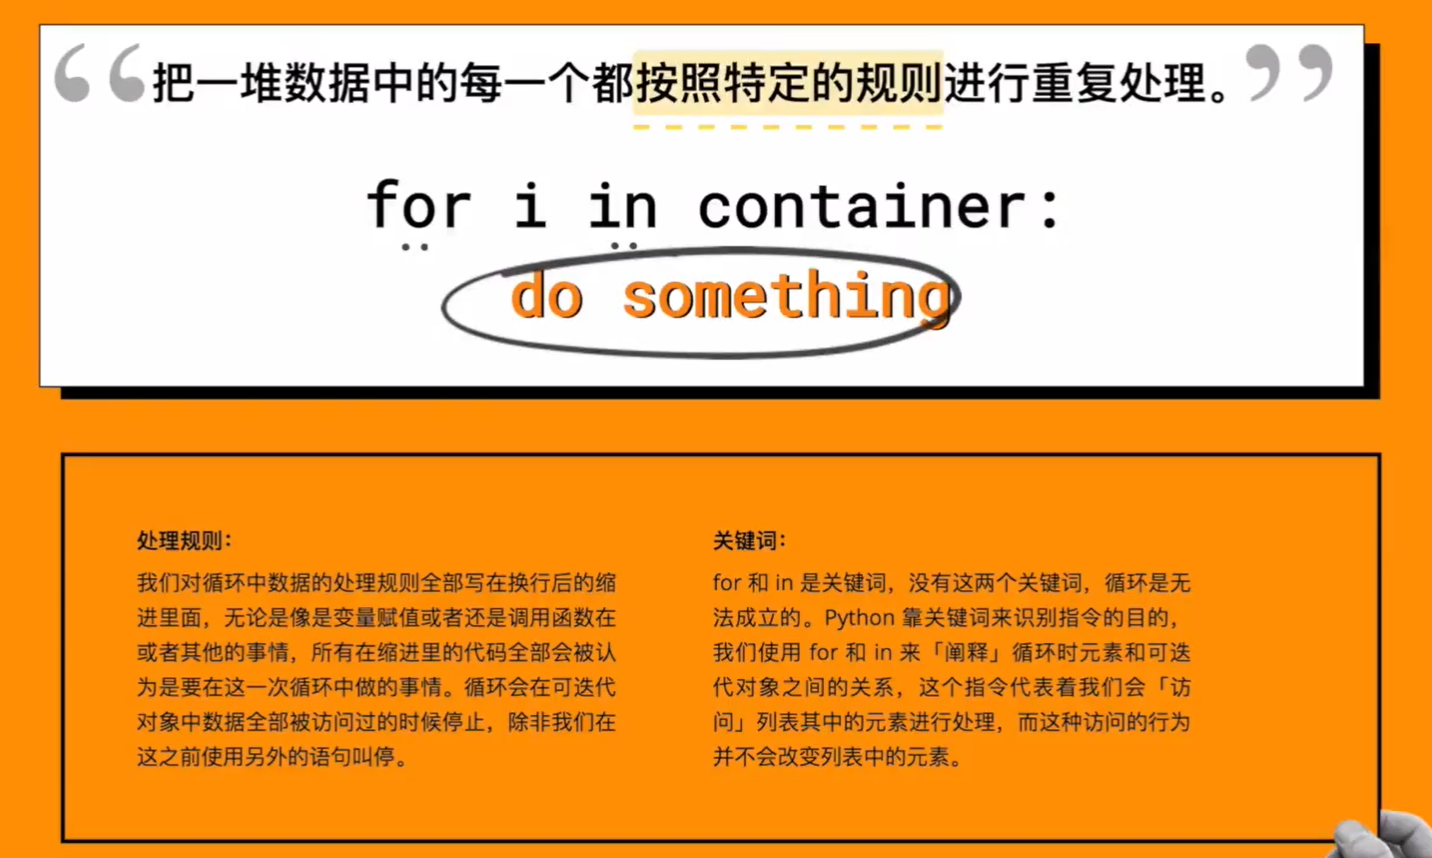 “把一堆数据中的每一个都按照特定的规则进行重复处理。”
for i in container:
do something
处理规则：
我们对循环中数据的处理规则全部写在换行后的缩
进里面，无论是像是变量赋值或者还是调用函数在
或者其他的事情，所有在缩进里的代码全部会被认
为是要在这一次循环中做的事情。循环会在可迭代
对象中数据全部被访问过的时候停止，除非我们在
这之前使用另外的语句叫停。
关键词：
for 和 in 是关键词，没有这两个关键词，循环是无
法成立的。Python 靠关键词来识别指令的目的，
我们使用 for 和 in 来「阐释」循环时元素和可迭
代对象之间的关系，这个指令代表着我们会「访
问」列表其中的元素进行处理，而这种访问的行为
并不会改变列表中的元素。